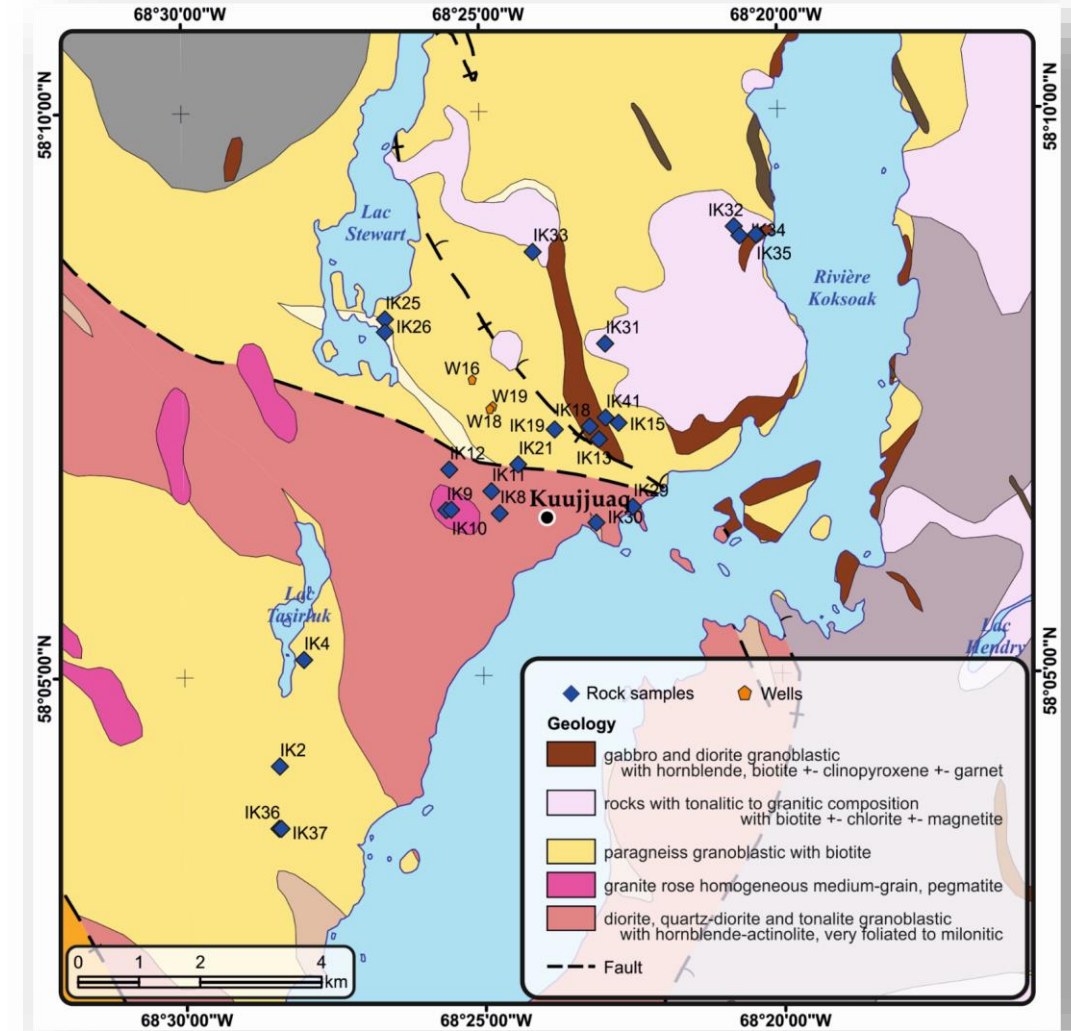 68°30'00"W 68°25'00"W 68°20'00"W
58°10'00"N
58°10'00"N
Lac
Stewart
IK32
IK34
IK35
IK33
Rivière
Koksoak
IK25
IK26
IK31
W16
W19
W18
IK18
IK41
IK19
IK15
IK13
IK21
IK12
IK11
IK9
IK8
IK10
Kuujjuaq
IK29
IK30
Lac
Tasirluk
IK4
Lac
Hendry
58°05'00"N
58°05'00"N
IK2
IK36
IK37
Rock samples
Wells
Geology
gabbro and diorite granoblastic
with hornblende, biotite +- clinopyroxene +- garnet
rocks with tonalitic to granitic composition
with biotite +- chlorite +- magnetite
paragneiss granoblastic with biotite
granite rose homogeneous medium-grain, pegmatite
diorite, quartz-diorite and tonalite granoblastic
with hornblende-actinolite, very foliated to milonitic
Fault
0 1 2 4
km
68°30'00"W 68°25'00"W 68°20'00"W